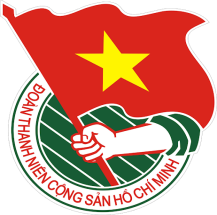 ĐOÀN THANH NIÊN CỘNG SẢN HỒ CHÍ MINH